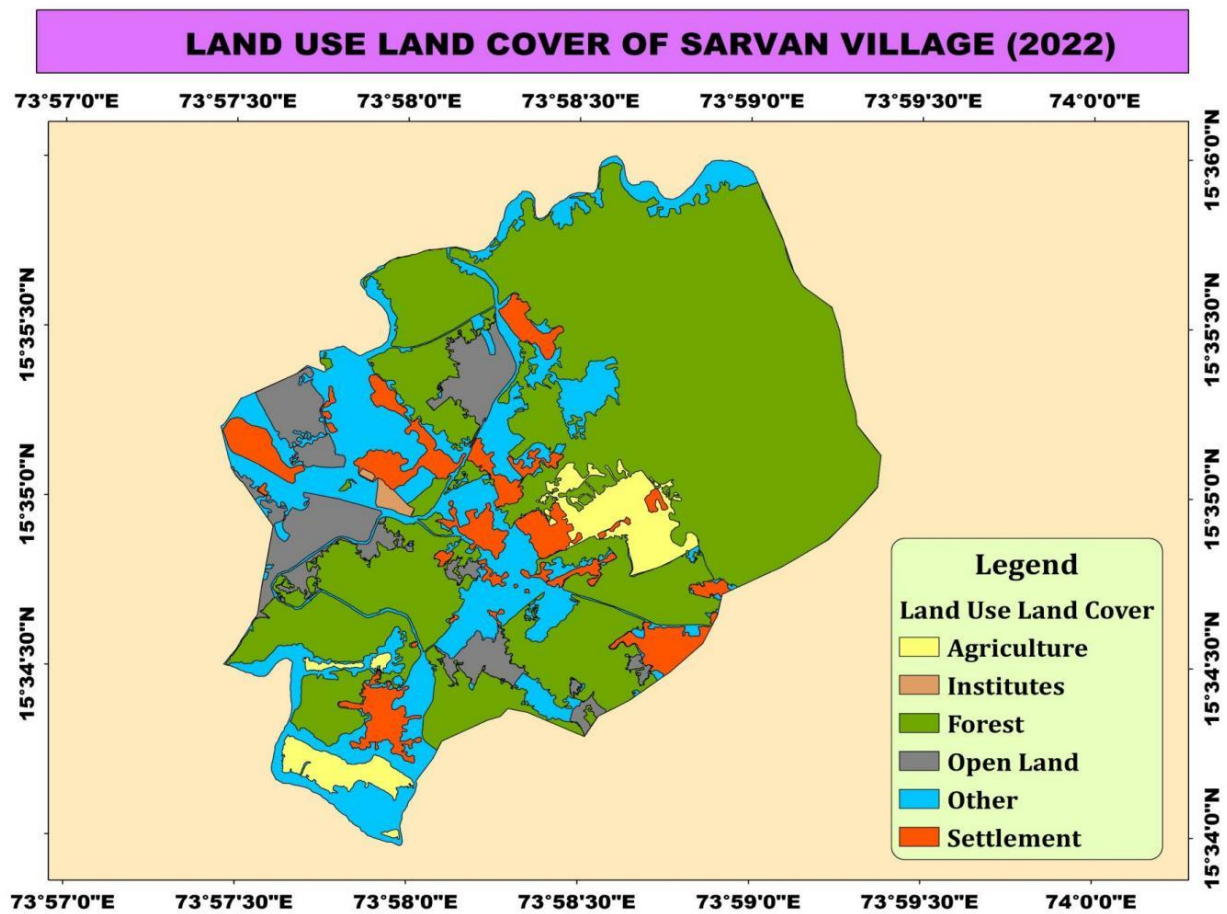 LAND USE LAND COVER OF SARVAN VILLAGE (2022)
73°57'0"E 73°57'30"E 73°58'0"E 73°58'30"E 73°59'0"E 73°59'30"E 74°0'0"E
15°36'0"N
15°35'30"N 15°35'30"N
15°35'0"N 15°35'0"N
15°34'30"N 15°34'30"N
15°34'0"N
Legend
Land Use Land Cover
Agriculture
Institutes
Forest
Open Land
Other
Settlement
73°57'0"E 73°57'30"E 73°58'0"E 73°58'30"E 73°59'0"E 73°59'30"E 74°0'0"E